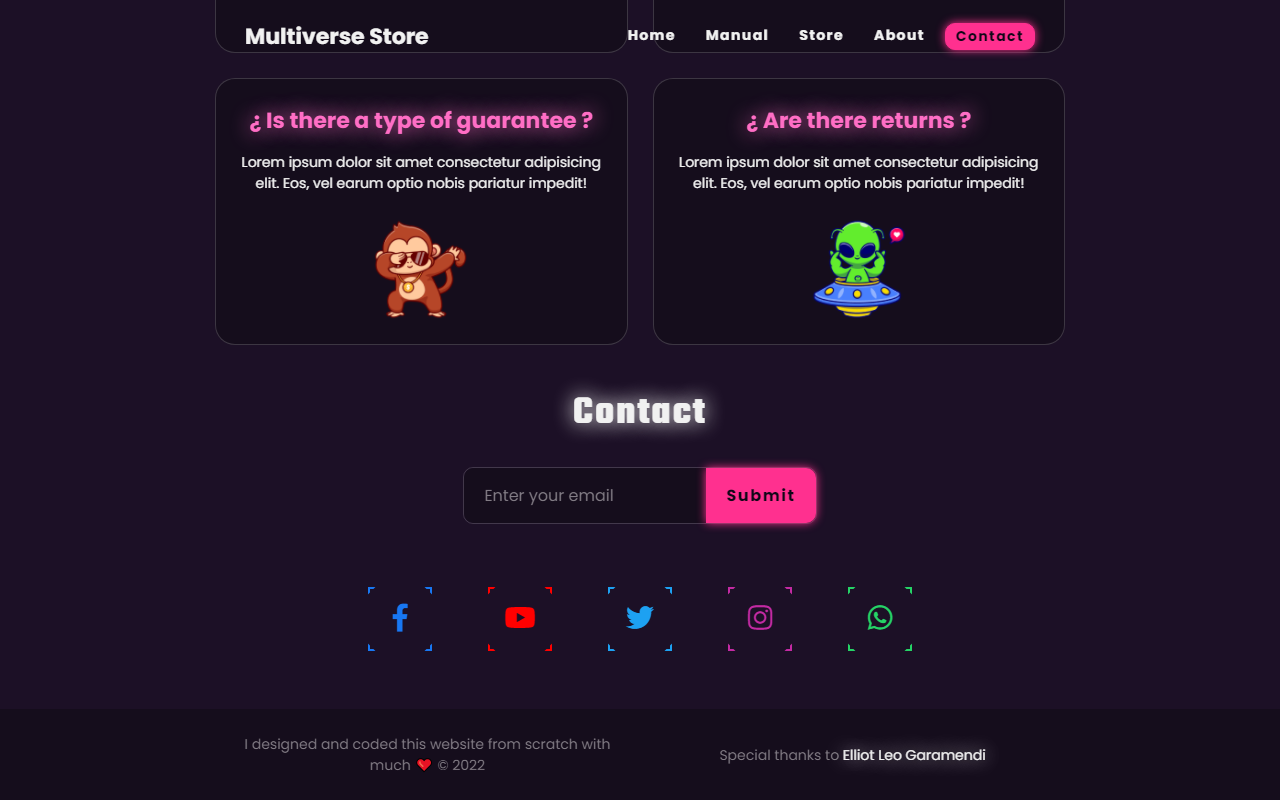 Multiverse Store
Home Manual Store About Contact
¿ Is there a type of guarantee ?
Lorem ipsum dolor sit amet consectetur adipisicing
elit. Eos, vel earum optio nobis pariatur impedit!
¿ Are there returns ?
Lorem ipsum dolor sit amet consectetur adipisicing
elit. Eos, vel earum optio nobis pariatur impedit!
Contact
Enter your email
Submit
I designed and coded this website from scratch with
much ❤ © 2022
Special thanks to Elliot Leo Garamendi